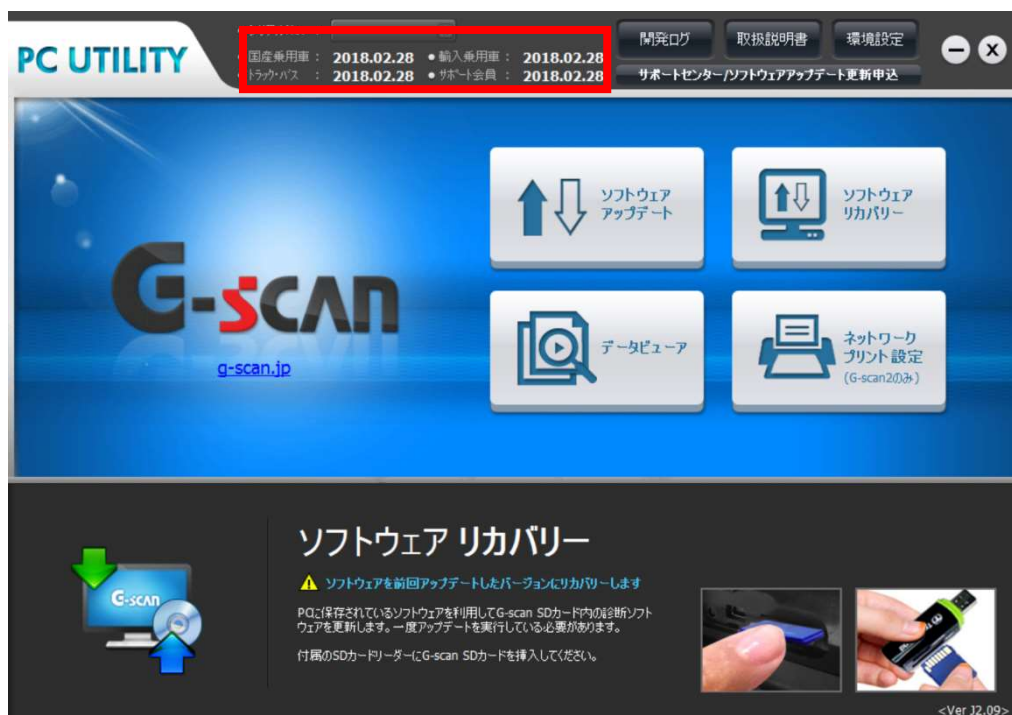 PC UTILITY
国産乗用車 : 2018.02.28 ● 輸入乗用車 : 2018.02.28
トラック・バス : 2018.02.28 ● サポート会員 : 2018.02.28
開発ログ
取扱説明書
環境設定
サポートセンター/ソフトウェアアップデート更新申込
G-SCAN
g-scan.jp
ソフトウェア
アップデート
ソフトウェア
リカバリー
データビューア
ネットワーク
プリント設定
(G-scan2のみ)
G-SCAN
ソフトウェア リカバリー
ソフトウェアを前回アップデートしたバージョンにリカバリーします
PCに保存されているソフトウェアを利用してG-scan SDカード内の診断ソフト
ウェアを更新します。一度アップデートを実行している必要があります。
付属のSDカードリーダーにG-scan SDカードを挿入してください。
<Ver J2.09>